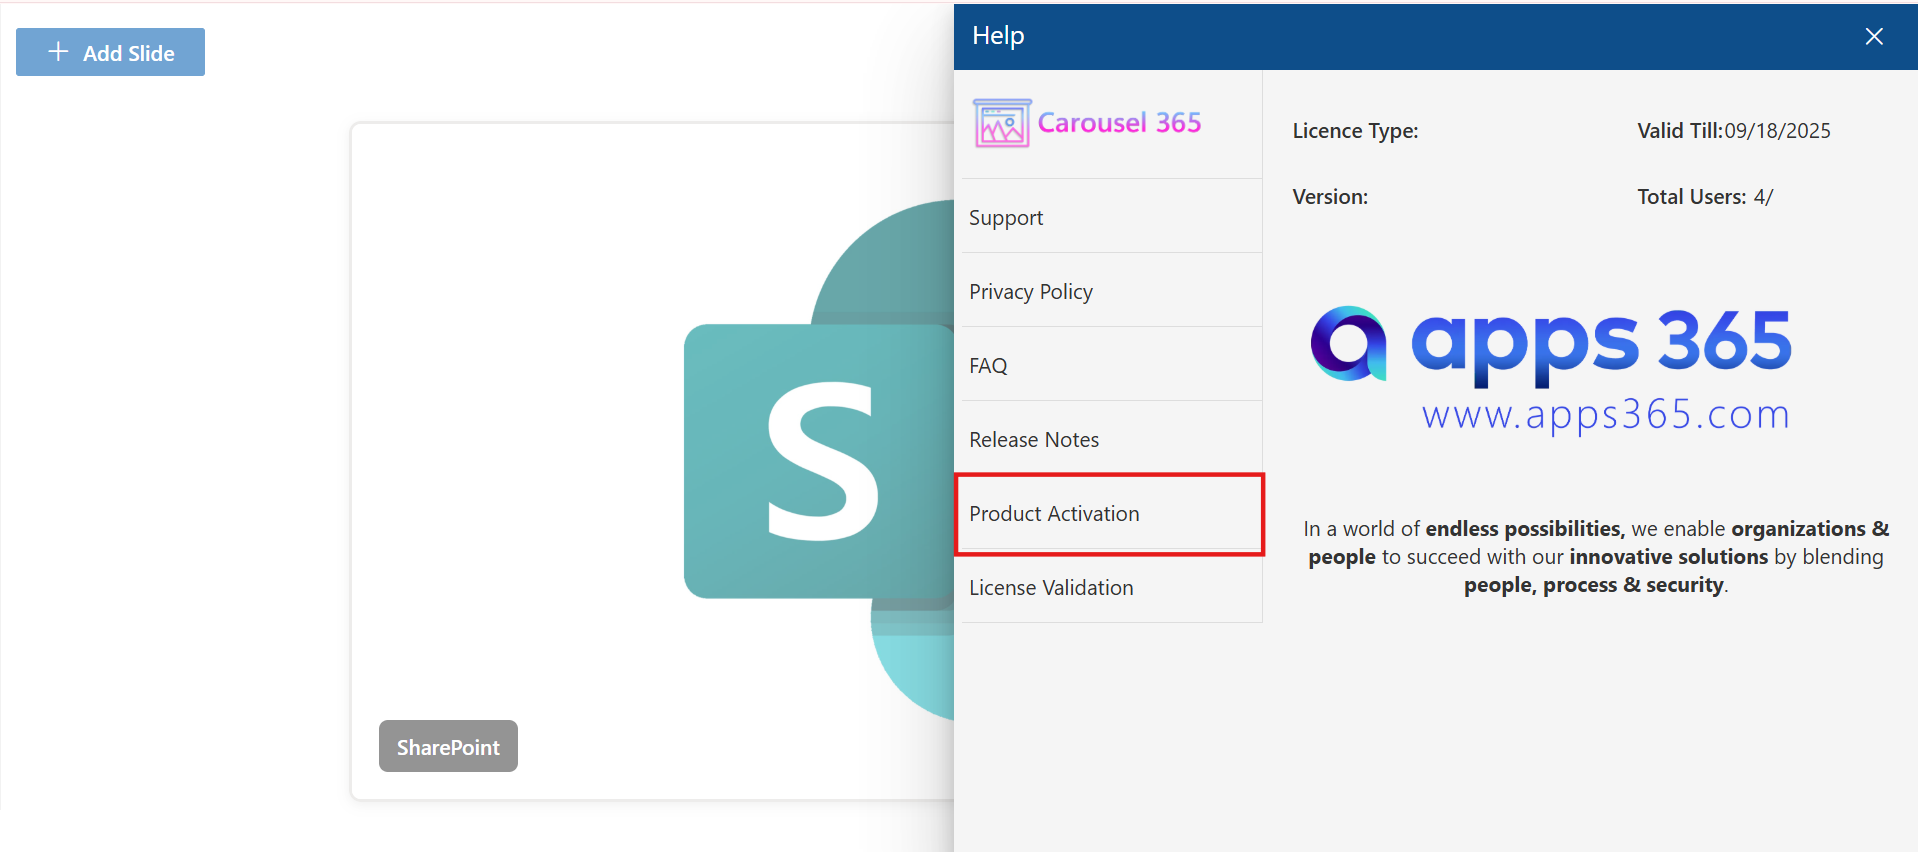 Add Slide
S
SharePoint
Help
Carousel 365
Support
Privacy Policy
FAQ
Release Notes
Product Activation
License Validation
Licence Type:
Valid Till:09/18/2025
Version:
Total Users: 4/
a apps 365
www.apps365.com
In a world of endless possibilities, we enable organizations &
people to succeed with our innovative solutions by blending
people, process & security.